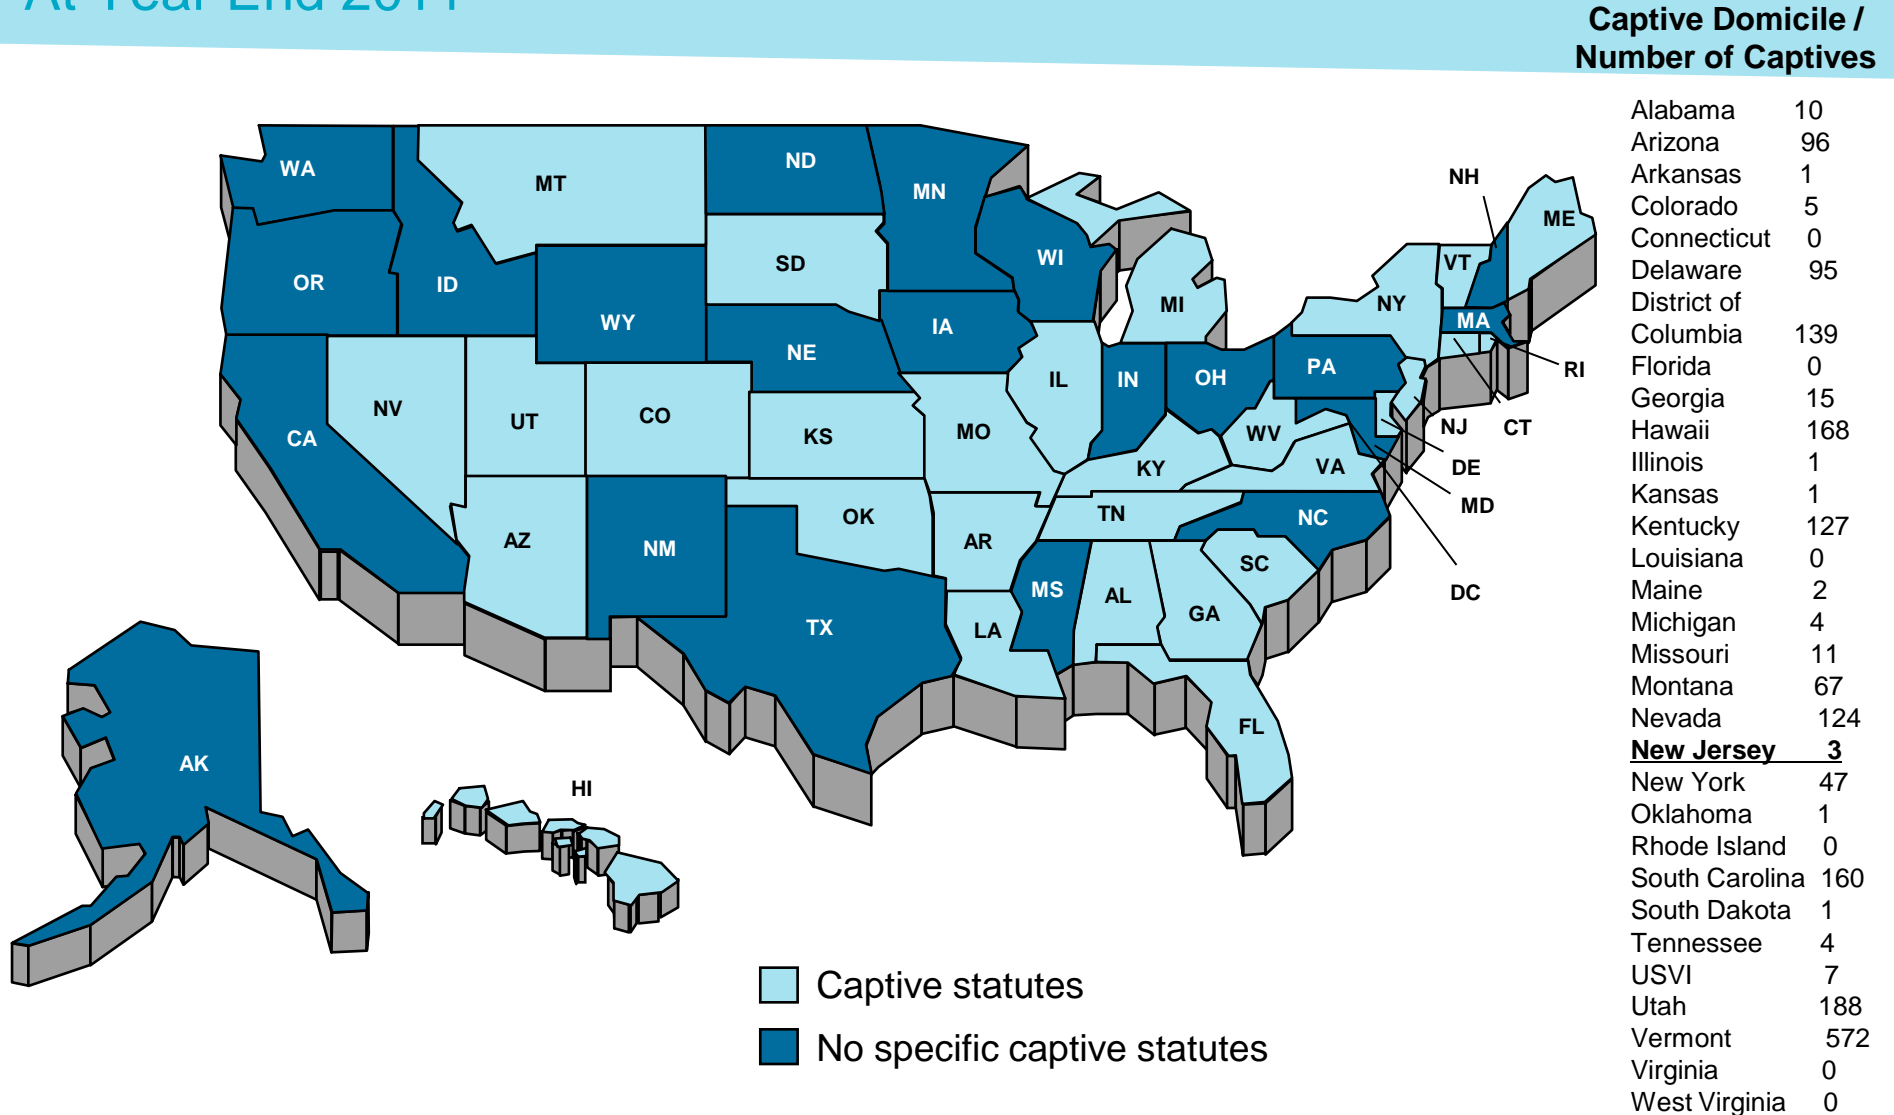 At Year End 2011
Captive Domicile /
Number of Captives
Alabama 10
Arizona 96
Arkansas 1
Colorado 5
Connecticut 0
Delaware 95
District of
Columbia 139
Florida 0
Georgia 15
Hawaii 168
Illinois 1
Kansas 1
Kentucky 127
Louisiana 0
Maine 2
Michigan 4
Missouri 11
Montana 67
Nevada 124
New Jersey 3
New York 47
Oklahoma 1
Rhode Island 0
South Carolina 160
South Dakota 1
Tennessee 4
USVI 7
Utah 188
Vermont 572
Virginia 0
West Virginia 0
WA
MT
ND
MN
NH
ME
OR
ID
SD
WI
VT
MI
NY
WY
IA
MA
NE
IL
IN
OH
PA
RI
NV
UT
CO
KS
MO
WV
NJ
CT
CA
KY
VA
DE
MD
AZ
NM
OK
AR
TN
NC
SC
DC
MS
AL
GA
TX
LA
FL
AK
HI
Captive statutes
No specific captive statutes